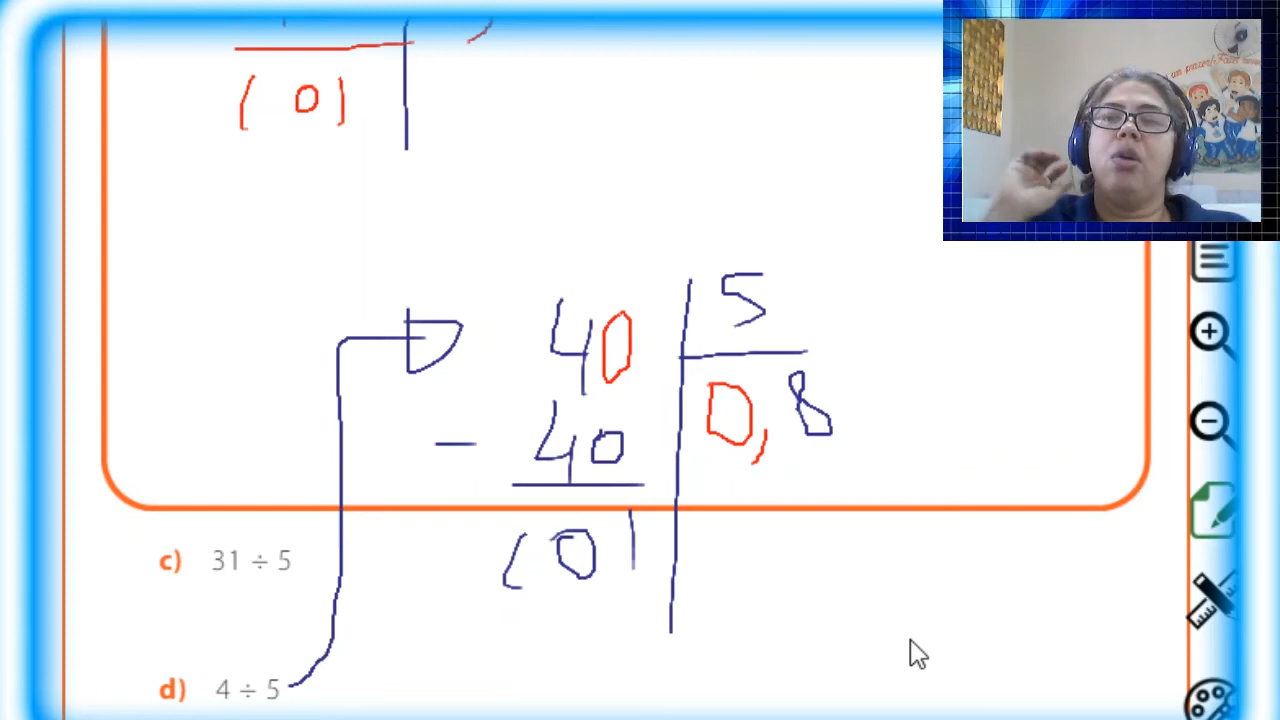 ( 0 )
D 40 5
- 40 0,8
( 0 )
c) 31 ÷ 5
d) 4 ÷ 5